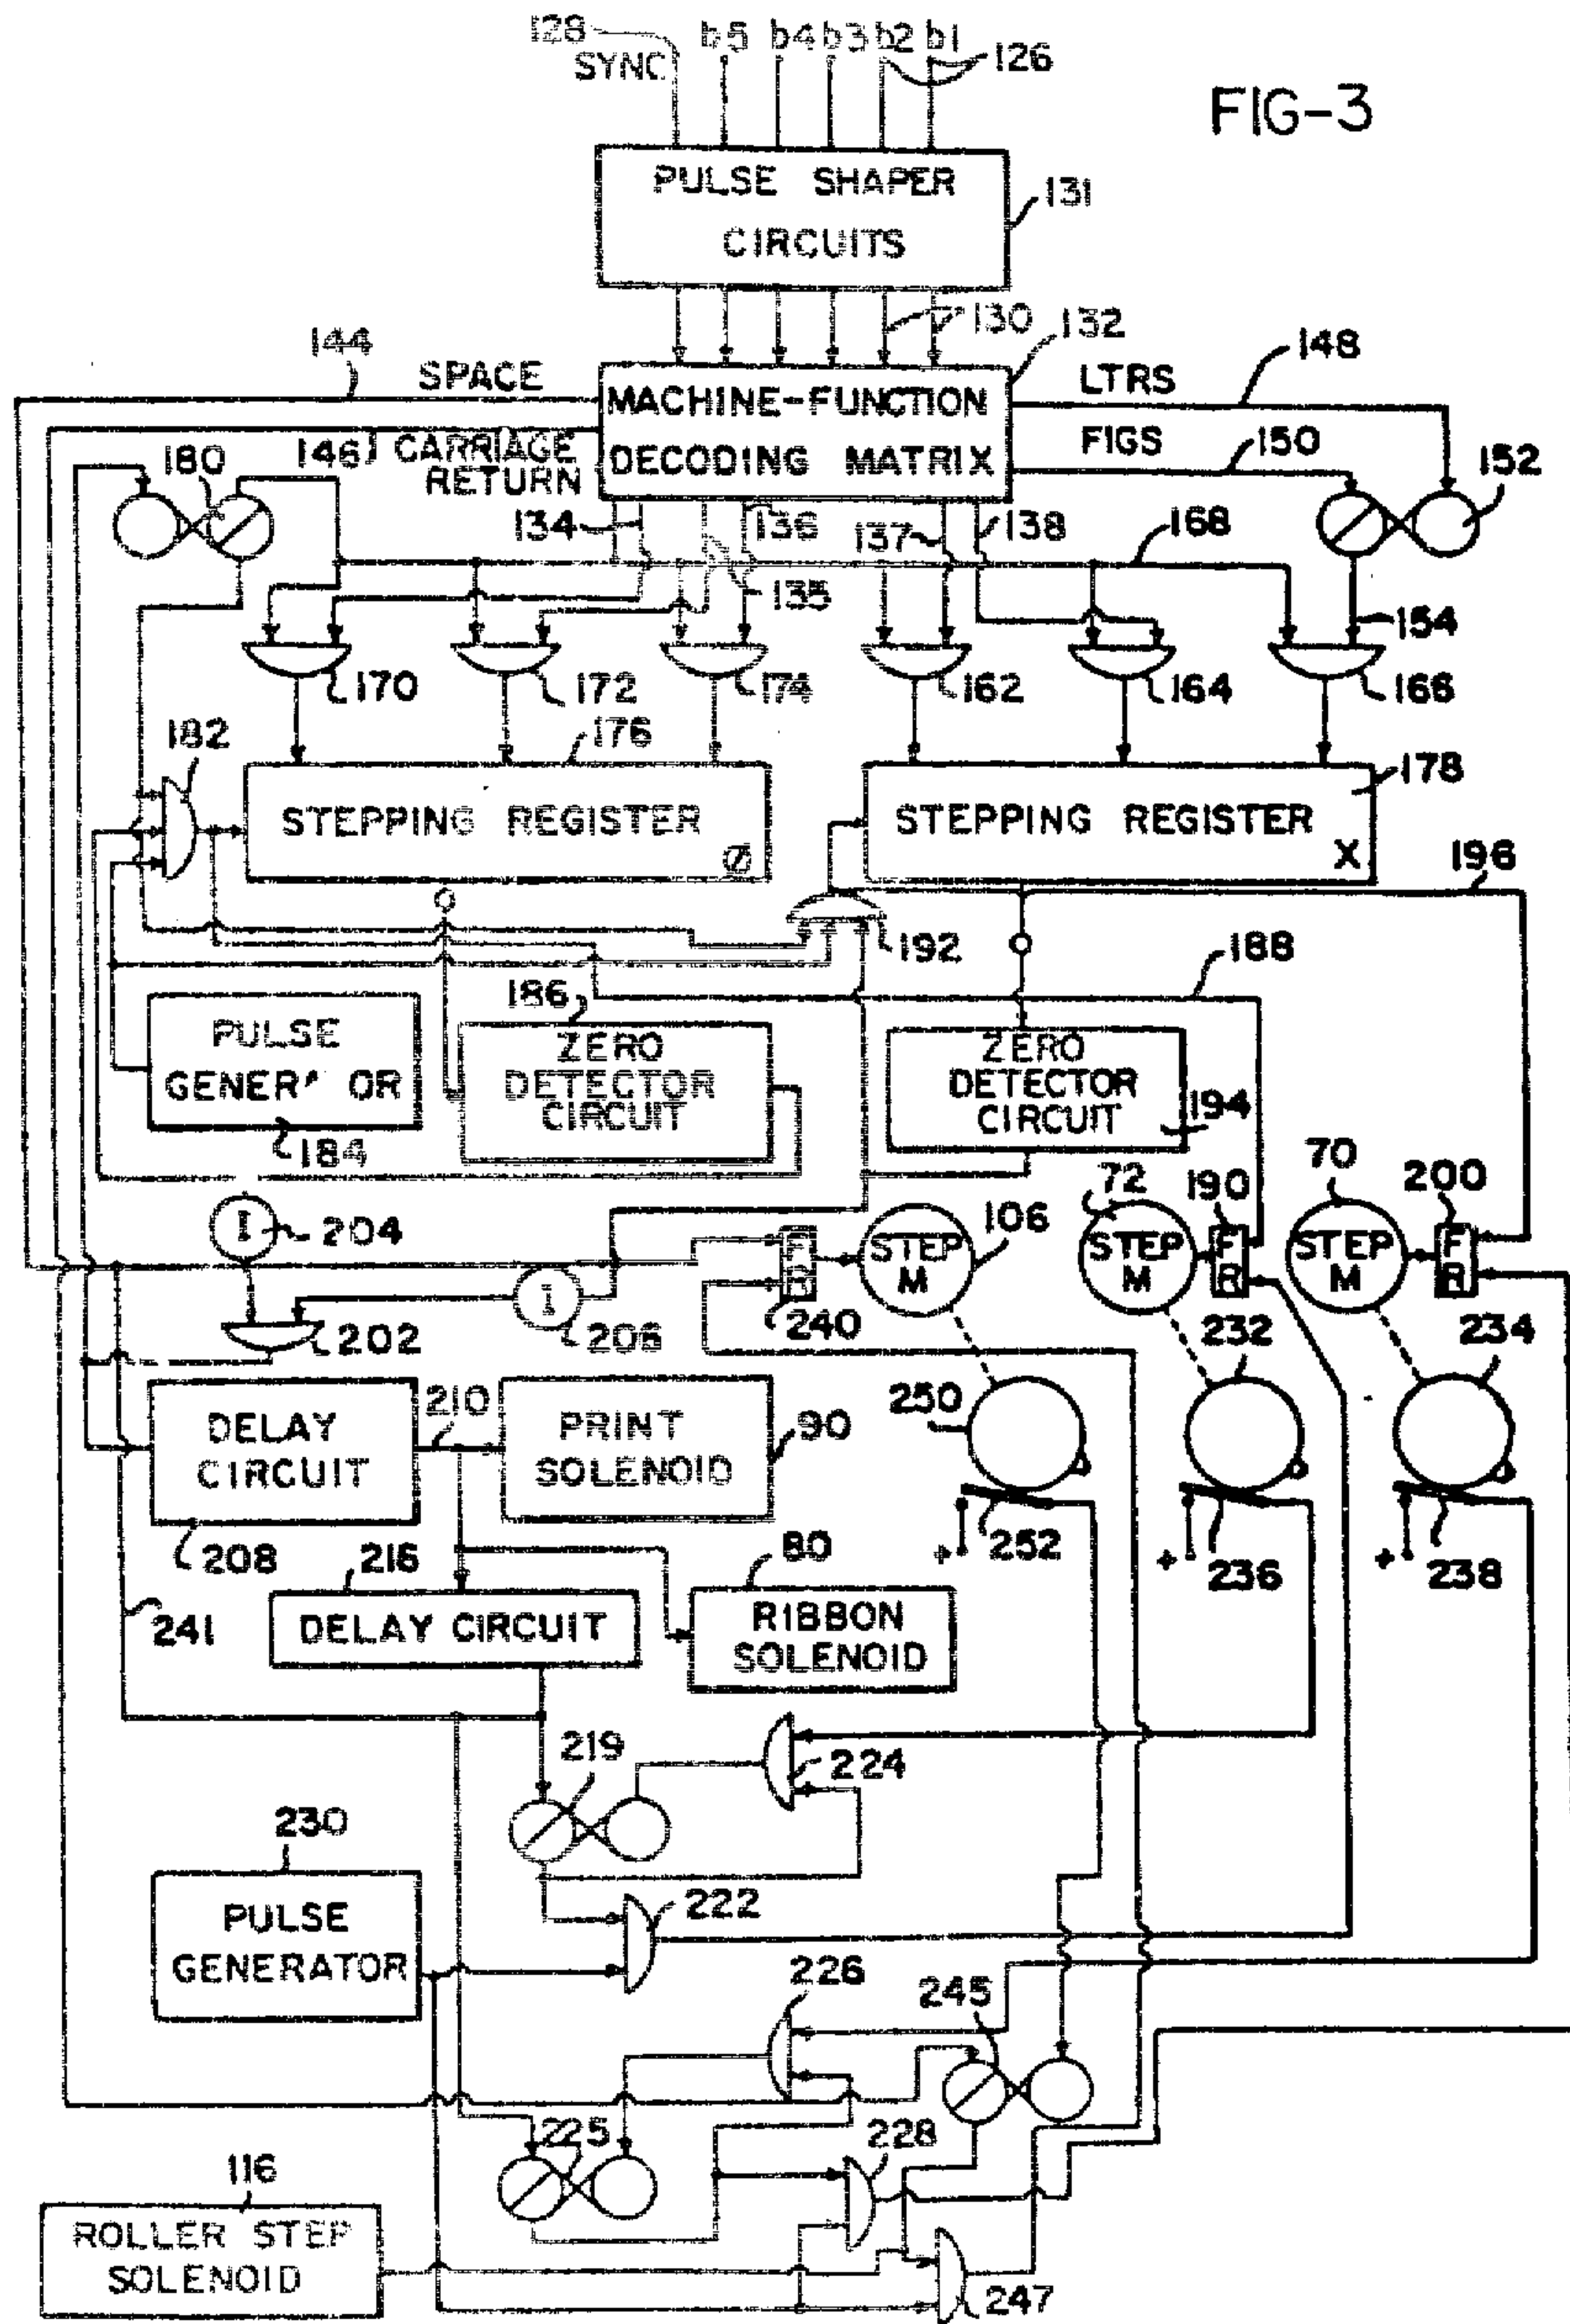 128 b5 b4 b3 b2 b1
SYNC 126
FIG-3
PULSE SHAPER
CIRCUITS
131
130
132
144
SPACE
MACHINE-FUNCTION
DECODING MATRIX
LTRS
148
FIGS
150
152
180
146
CARRIAGE
RETURN
134
136
137
138
168
135
154
170
172
174
162
164
166
182
176
178
STEPPING REGISTER
Ø
STEPPING REGISTER
X
196
192
188
186
PULSE
184
ZERO
DETECTOR
CIRCUIT
ZERO
DETECTOR
CIRCUIT
194
72
190
70
200
I
204
F
R
STEP
M
106
STEP
M
F
R
STEP
M
F
R
I
206
240
202
232
234
DELAY
CIRCUIT
210
PRINT
SOLENOID
90
250
208
216
80
+
252
+
236
+
238
241
DELAY CIRCUIT
RIBBON
SOLENOID
219
224
230
PULSE
GENERATOR
222
226
245
225
228
116
ROLLER STEP
SOLENOID
247